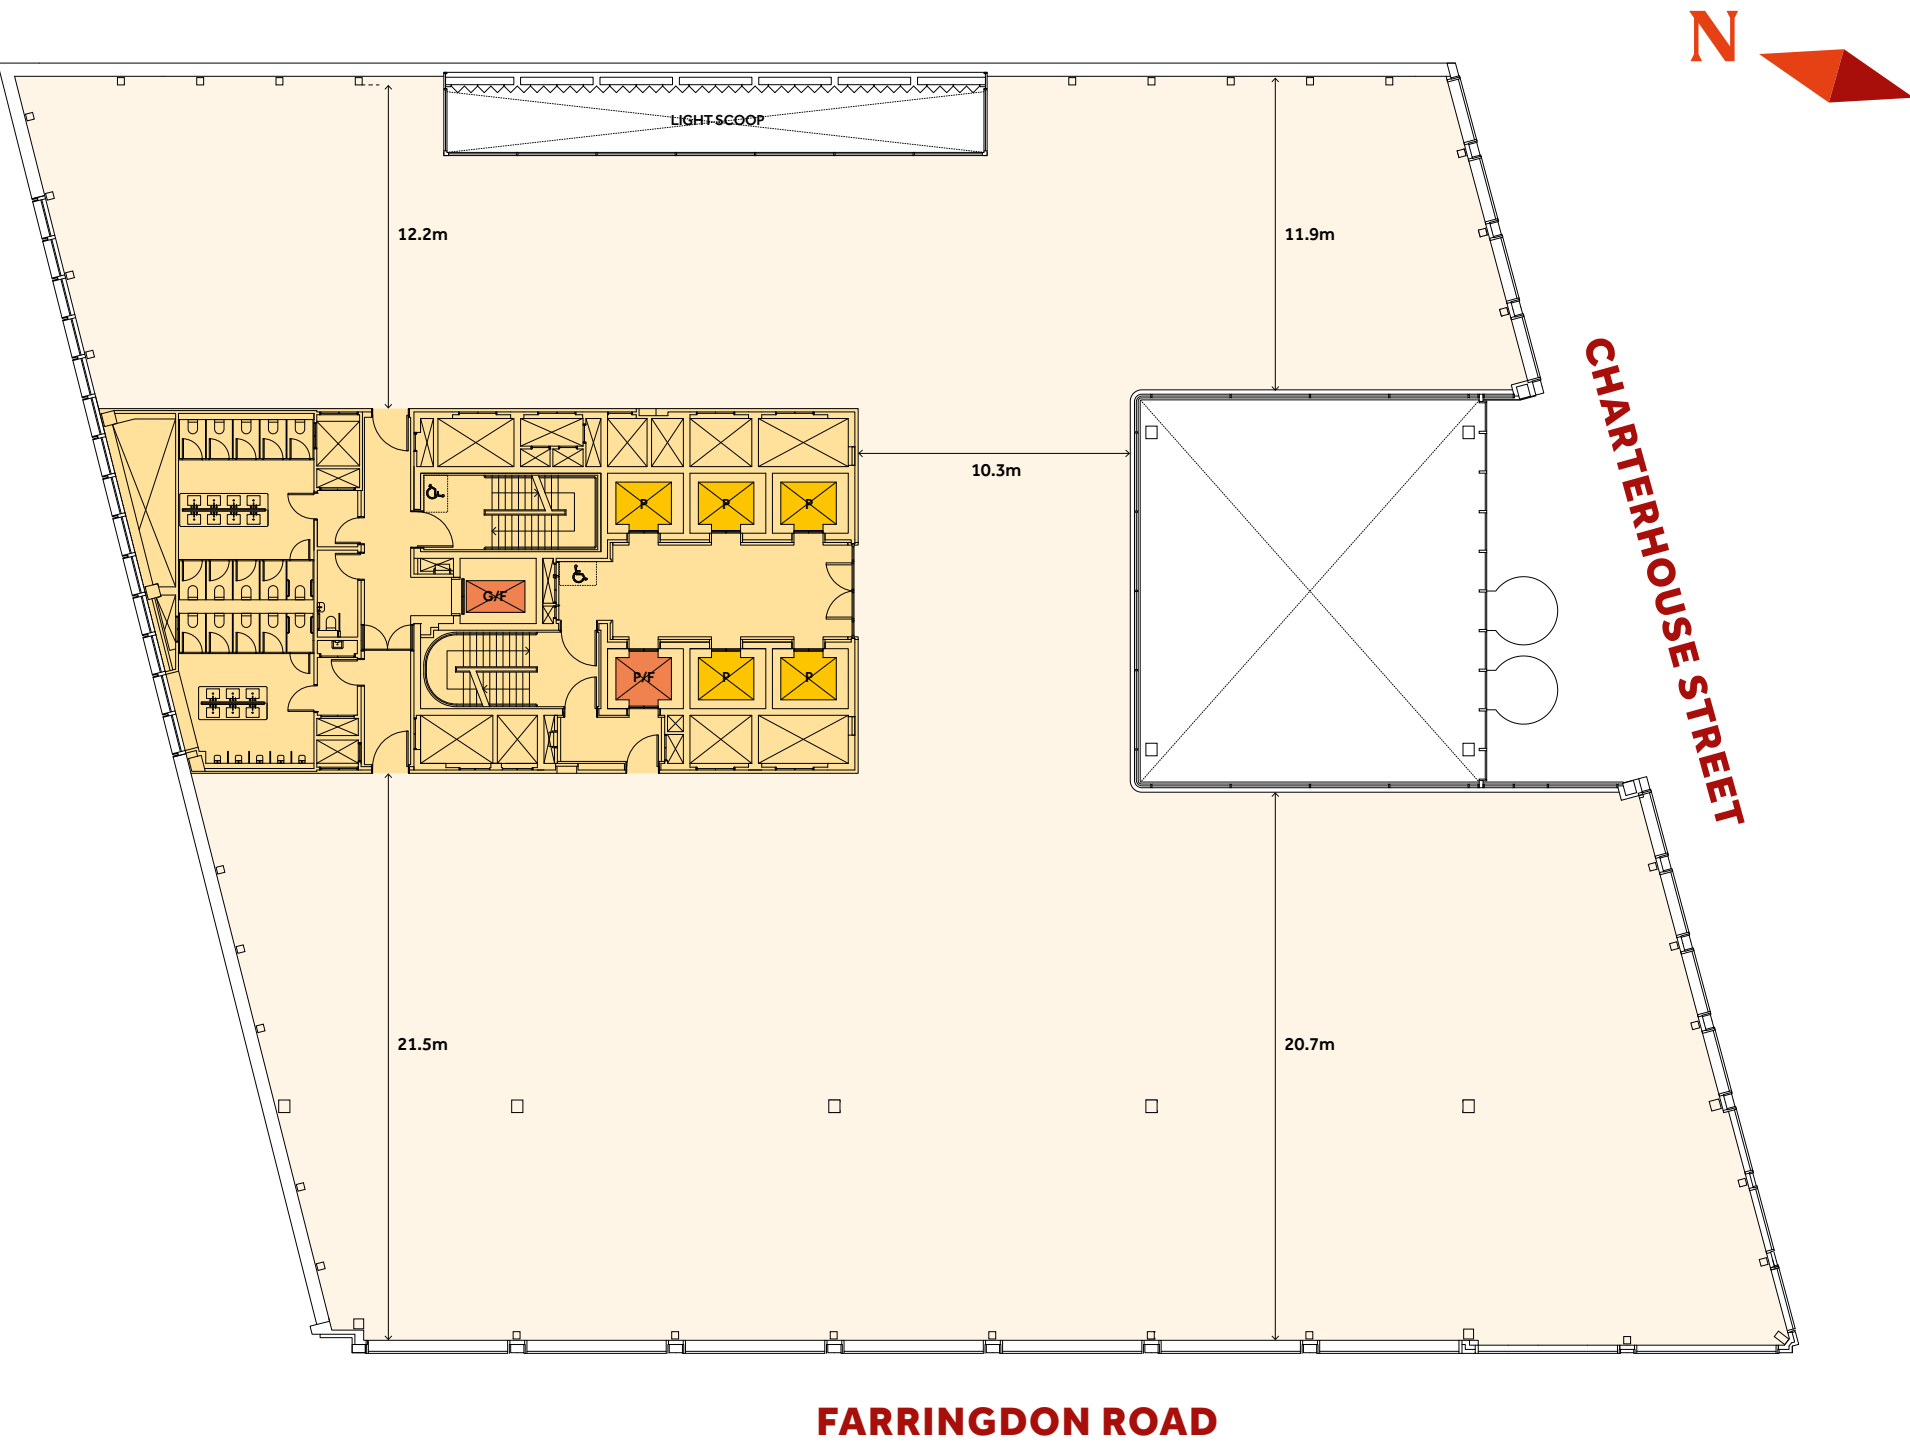 N
LIGHT SCOOP
12.2m
11.9m
10.3m
P
P
P
G/F
P/F
P
P
CHARTERHOUSE STREET
21.5m
20.7m
FARRINGDON ROAD